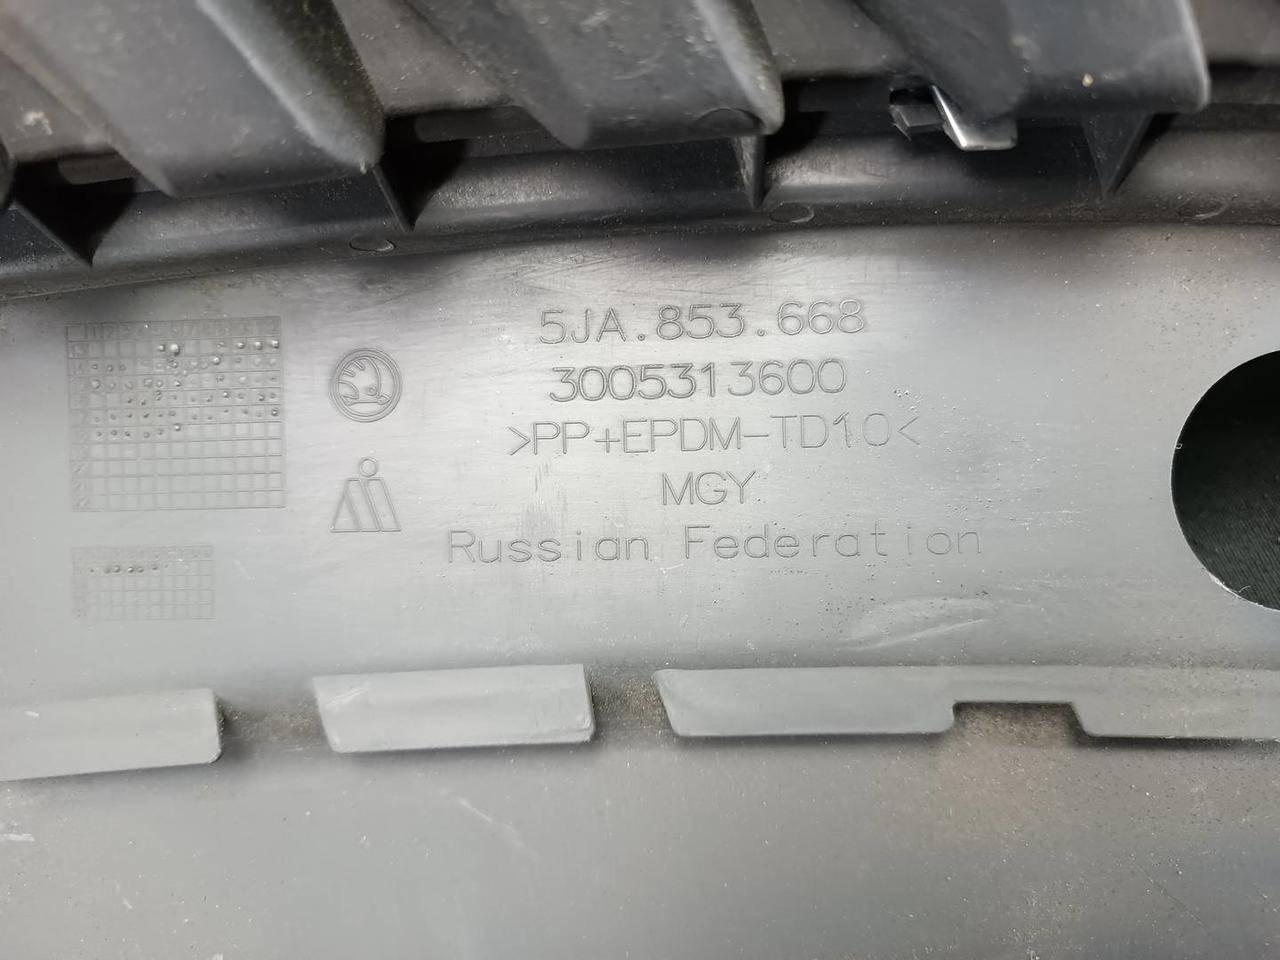 5JA.853.668
3005313600
>PP+EPDM-TD10<
MGY
Russian Federation